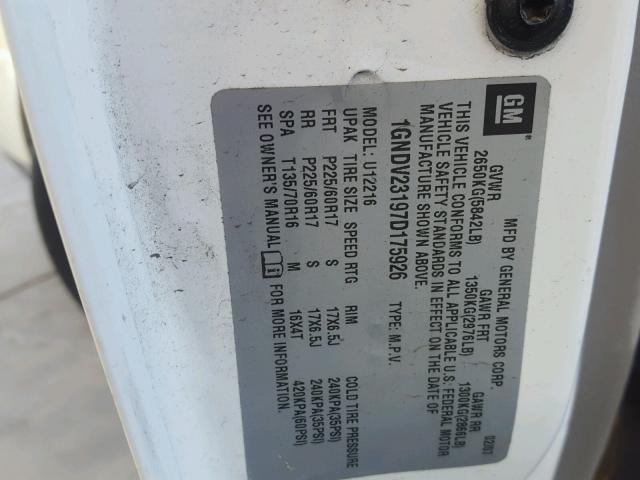 GM
MFD BY GENERAL MOTORS CORP. 02/07
GVWR GAWR FRT GAWR RR
2650KG(5842LB) 1350KG(2976LB) 1300KG(2866LB)
THIS VEHICLE CONFORMS TO ALL APPLICABLE U.S. FEDERAL MOTOR
VEHICLE SAFETY STANDARDS IN EFFECT ON THE DATE OF
MANUFACTURE SHOWN ABOVE.
1GNDV23197D175926 TYPE: M.P.V.
MODEL: U12216
UPAK TIRE SIZE SPEED RTG RIM COLD TIRE PRESSURE
FRT P225/60R17 S 17X6.5J 240KPA(35PSI)
RR P225/60R17 S 17X6.5J 240KPA(35PSI)
SPA T135/70R16 M 16X4T 420KPA(60PSI)
SEE OWNER'S MANUAL FOR MORE INFORMATION.